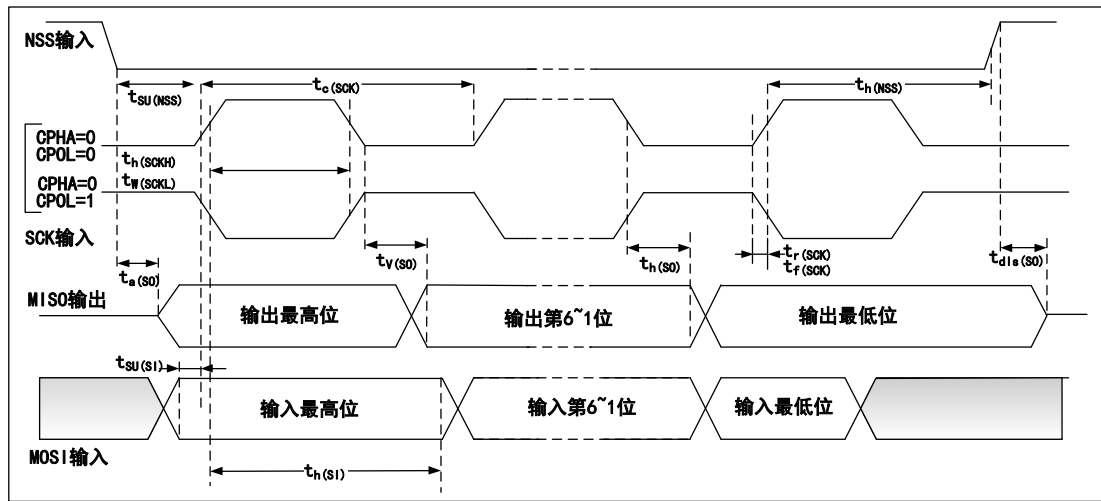 NSS输入
tSU(NSS)
tc(SCK)
th(NSS)
CPHA=0
CPOL=0
th(SCKH)
CPHA=0
tW(SCKL)
CPOL=1
SCK输入
ta(SO)
tV(SO)
th(SO)
tr(SCK)
tf(SCK)
tdis(SO)
MISO输出
输出最高位
输出第6~1位
输出最低位
tSU(SI)
输入最高位
输入第6~1位
输入最低位
MOSI输入
th(SI)